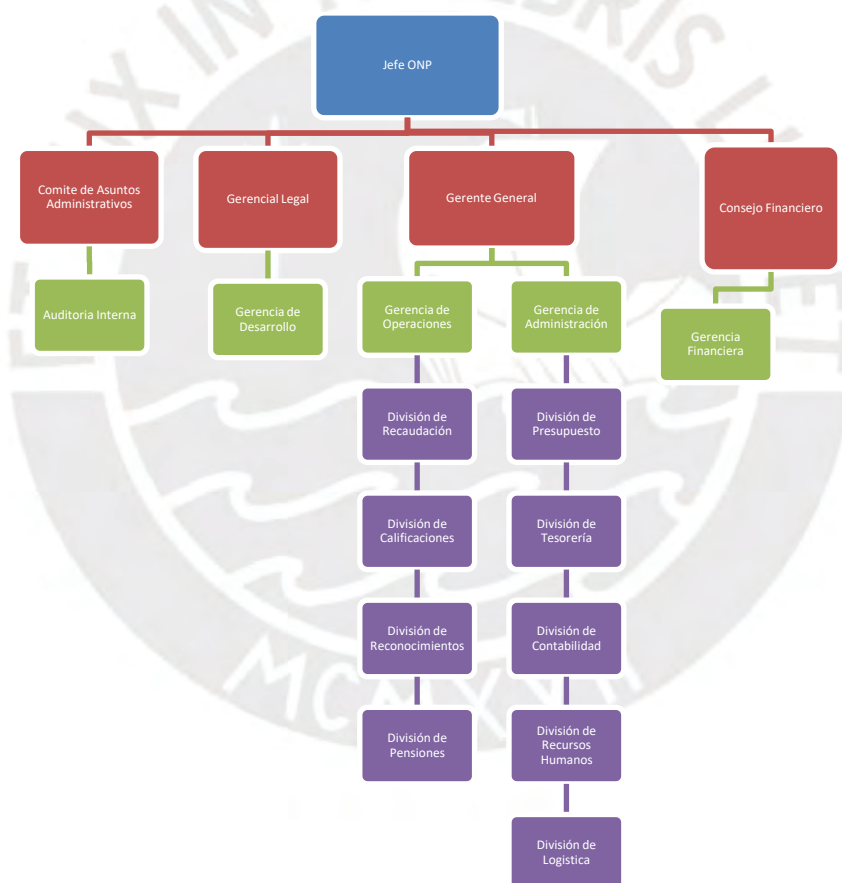 Jefe ONP
Comite de Asuntos
Administrativos
Gerencial Legal
Gerente General
Consejo Financiero
Auditoria Interna
Gerencia de
Desarrollo
Gerencia de
Operaciones
Gerencia de
Administración
Gerencia
Financiera
División de
Recaudación
División de
Presupuesto
División de
Calificaciones
División de
Tesorería
División de
Reconocimientos
División de
Contabilidad
División de
Pensiones
División de
Recursos
Humanos
División de
Logistica